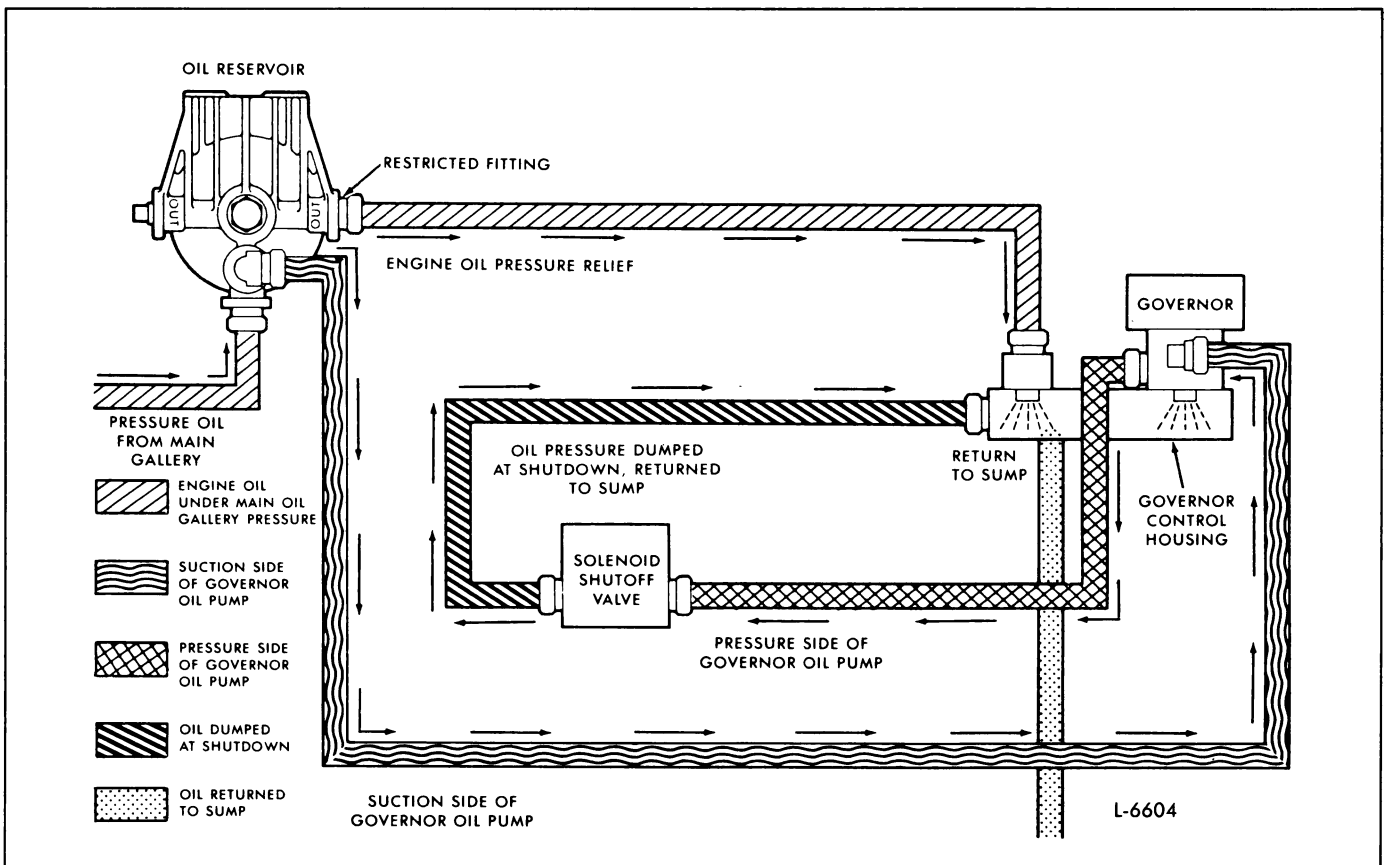 OIL RESERVOIR
RESTRICTED FITTING
OUT
OUT
ENGINE OIL PRESSURE RELIEF
GOVERNOR
PRESSURE OIL
FROM MAIN
GALLERY
OIL PRESSURE DUMPED
AT SHUTDOWN, RETURNED
TO SUMP
RETURN
TO SUMP
GOVERNOR
CONTROL
HOUSING
SOLENOID
SHUTOFF
VALVE
PRESSURE SIDE OF
GOVERNOR OIL PUMP
ENGINE OIL
UNDER MAIN OIL
GALLERY PRESSURE
SUCTION SIDE
OF GOVERNOR
OIL PUMP
PRESSURE SIDE
OF GOVERNOR
OIL PUMP
OIL DUMPED
AT SHUTDOWN
OIL RETURNED
TO SUMP
SUCTION SIDE OF
GOVERNOR OIL PUMP
L-6604